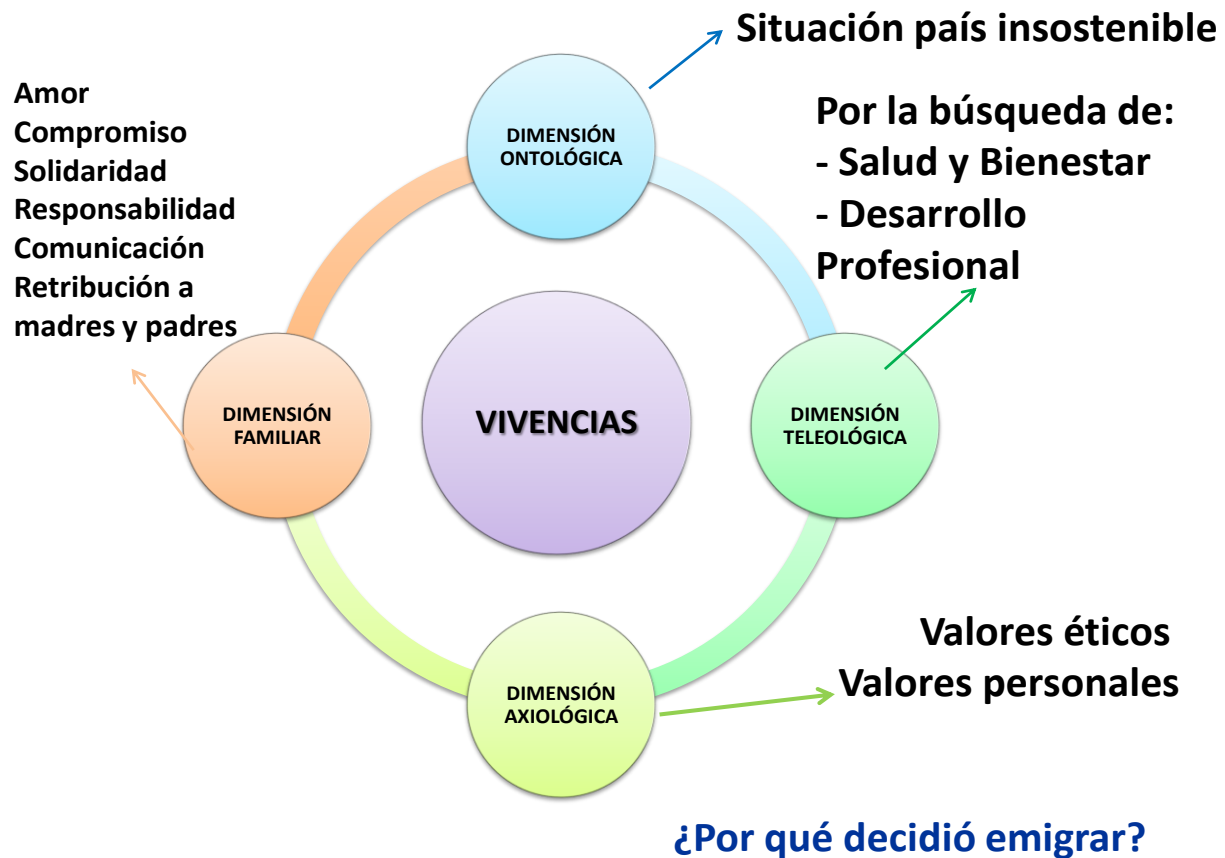 Situación país insostenible
Amor
Compromiso
Solidaridad
Responsabilidad
Comunicación
Retribución a
madres y padres
DIMENSIÓN
ONTOLÓGICA
Por la búsqueda de:
- Salud y Bienestar
- Desarrollo
Profesional
DIMENSIÓN
FAMILIAR
VIVENCIAS
DIMENSIÓN
TELEOLÓGICA
DIMENSIÓN
AXIOLÓGICA
Valores éticos
Valores personales
¿Por qué decidió emigrar?